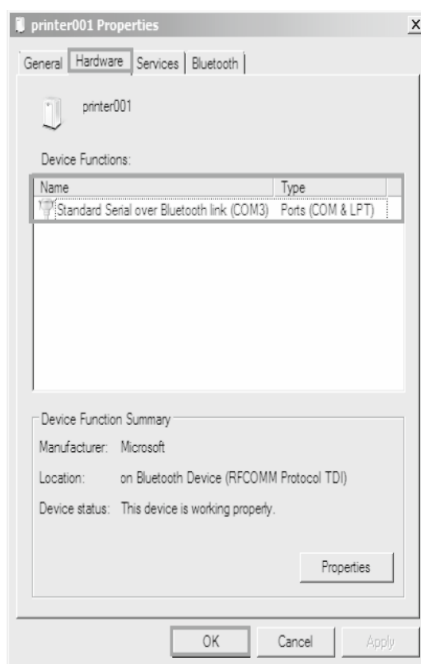 printer001 Properties
X
General Hardware Services Bluetooth
printer001
Device Functions:
Name Type
Standard Serial over Bluetooth link (COM3) Ports (COM & LPT)
Device Function Summary
Manufacturer: Microsoft
Location: on Bluetooth Device (RFCOMM Protocol TDI)
Device status: This device is working properly.
Properties
OK Cancel Apply